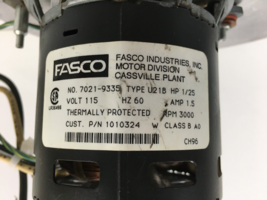 FASCO
FASCO INDUSTRIES, INC.
MOTOR DIVISION
CASSVILLE PLANT
NO. 7021-9335 TYPE U21B HP 1/25
VOLT 115 HZ 60 AMP 1.5
THERMALLY PROTECTED RPM 3000
CUST. P/N 1010324 W CLASS B AO
CH96